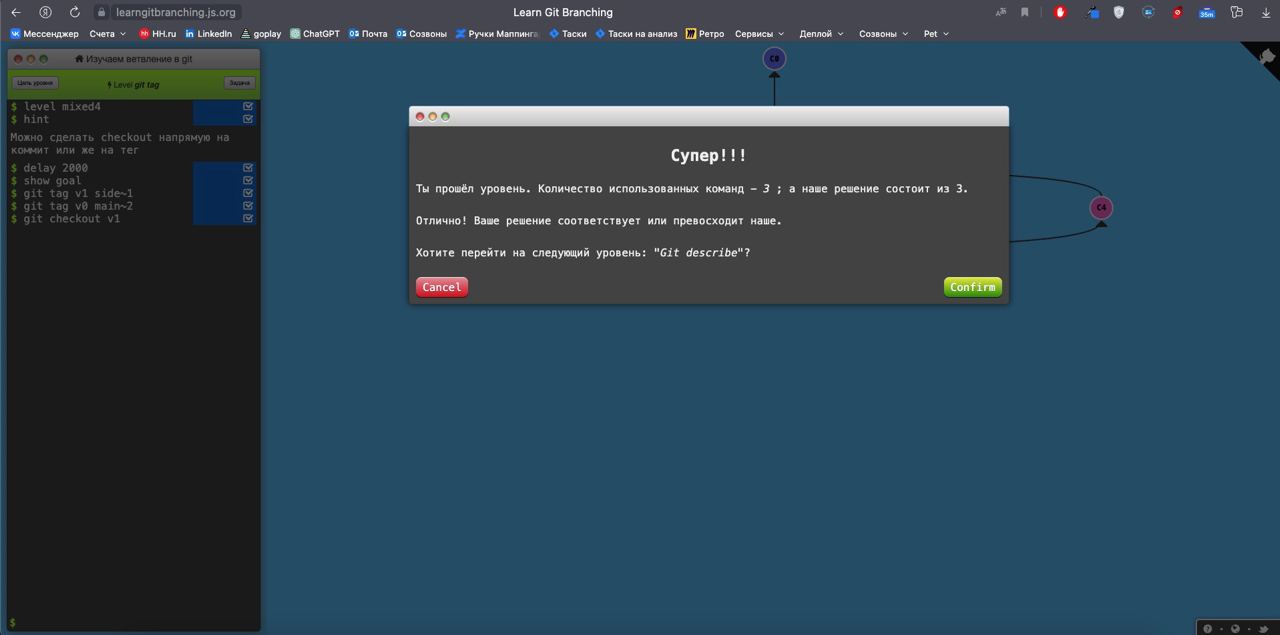 learngitbranching.js.org
Learn Git Branching
35m
Мессенджер Счета HH.ru LinkedIn goplay ChatGPT Почта Созвоны Ручки Маппинга Таски Таски на анализ Ретро Сервисы Деплой Созвоны Pet
Изучаем ветвление в git
Цель уровня Level git tag Задача
$ level mixed4
$ hint
Можно сделать checkout напрямую на
коммит или же на тег
$ delay 2000
$ show goal
$ git tag v1 side~1
$ git tag v0 main~2
$ git checkout v1
$
C0
C4
Супер!!!
Ты прошёл уровень. Количество использованных команд – 3 ; а наше решение состоит из 3.
Отлично! Ваше решение соответствует или превосходит наше.
Хотите перейти на следующий уровень: "Git describe"?
Cancel Confirm